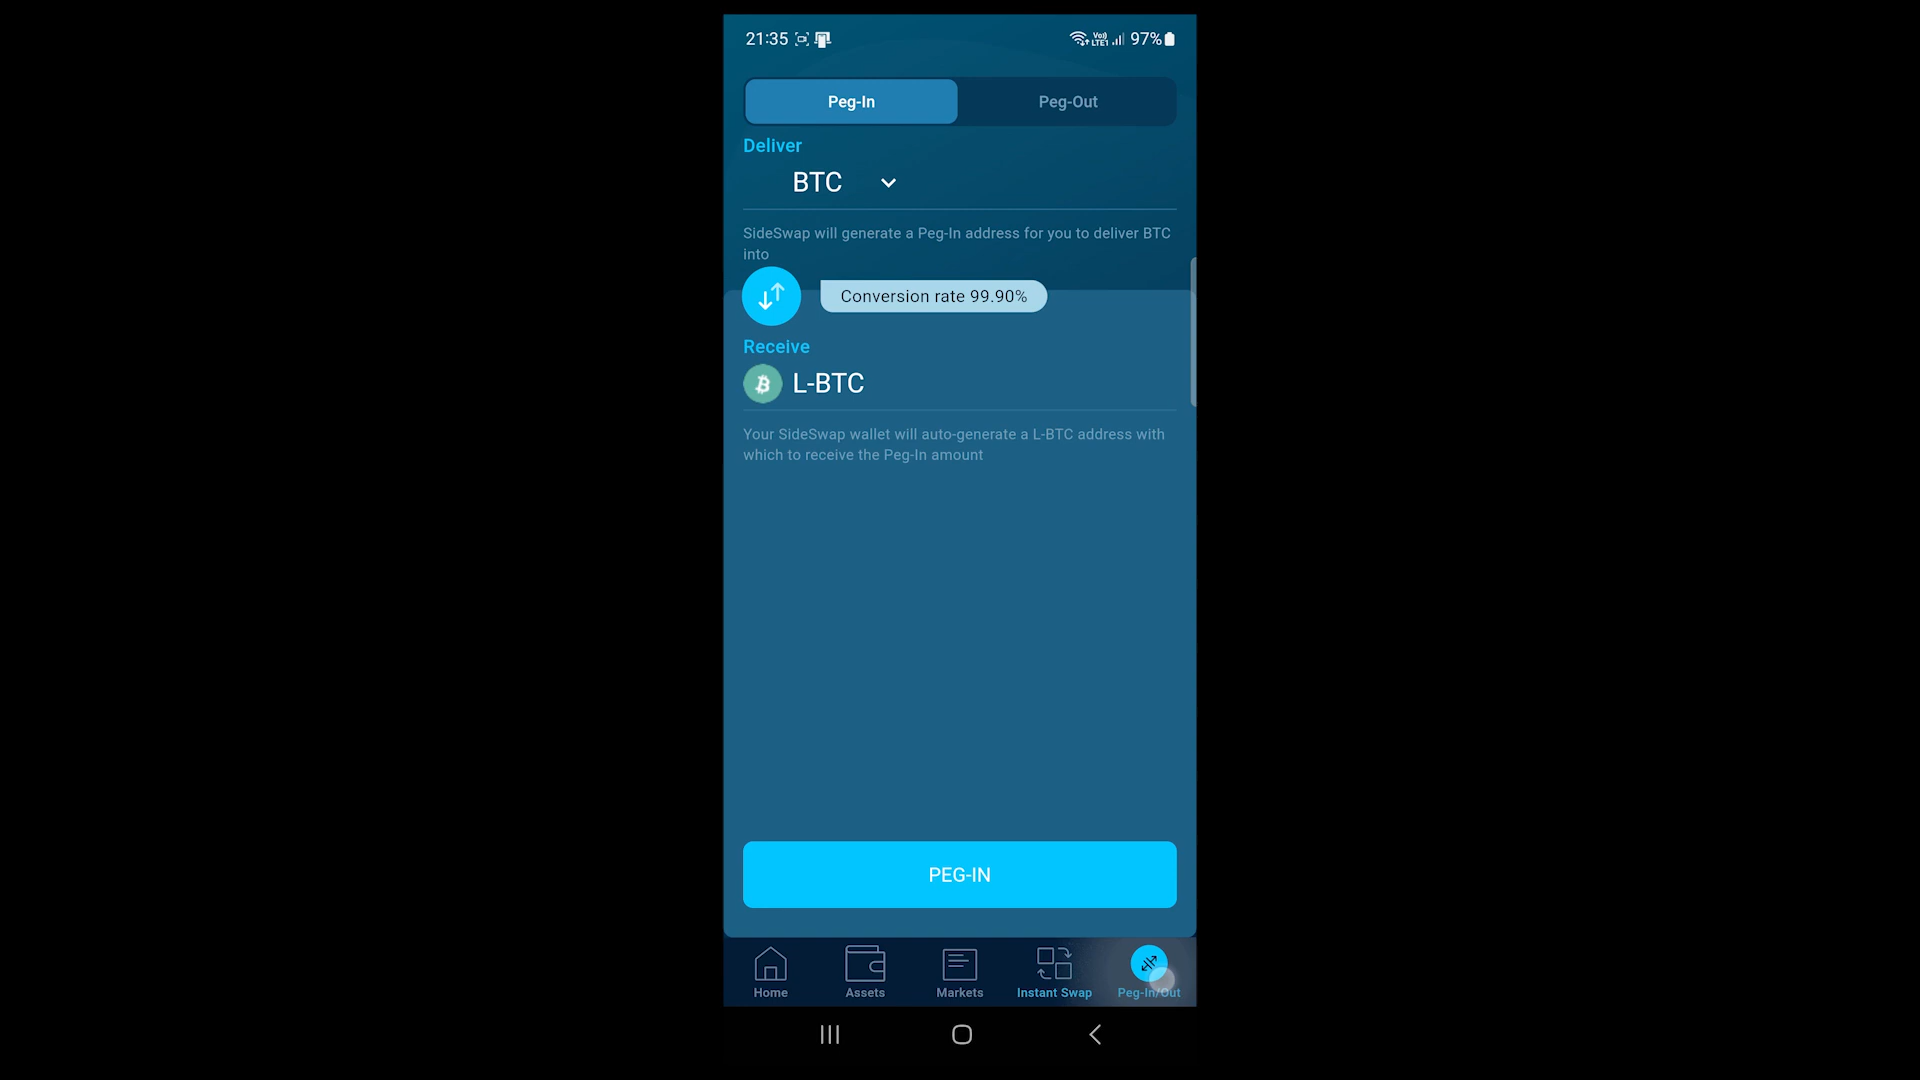 21:35 97%
Peg-In Peg-Out
Deliver
BTC
SideSwap will generate a Peg-In address for you to deliver BTC
into
Conversion rate 99.90%
Receive
L-BTC
Your SideSwap wallet will auto-generate a L-BTC address with
which to receive the Peg-In amount
PEG-IN
Home Assets Markets Instant Swap Peg-In/Out